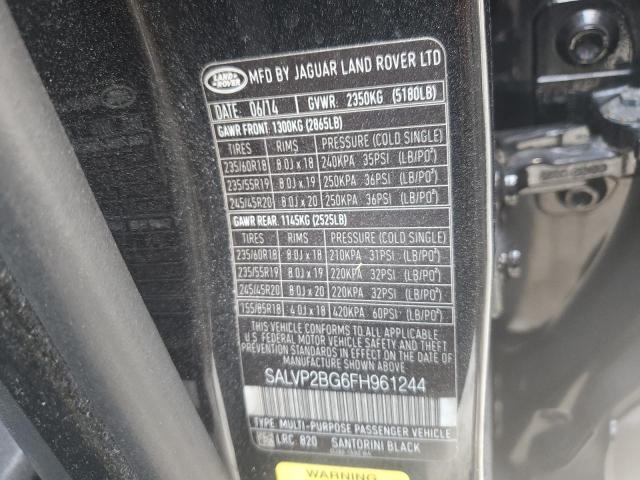 LAND ROVER MFD BY JAGUAR LAND ROVER LTD
DATE. 06/14 GVWR. 2350KG (5180LB)
GAWR FRONT. 1300KG (2865LB)
TIRES RIMS PRESSURE (COLD SINGLE)
235/60R18 8.0J x 18 240KPA 35PSI (LB/PO²)
235/55R19 8.0J x 19 250KPA 36PSI (LB/PO²)
245/45R20 8.0J x 20 250KPA 36PSI (LB/PO²)
GAWR REAR. 1145KG (2525LB)
TIRES RIMS PRESSURE (COLD SINGLE)
235/60R18 8.0J x 18 210KPA 31PSI (LB/PO²)
235/55R19 8.0J x 19 220KPA 32PSI (LB/PO²)
245/45R20 8.0J x 20 220KPA 32PSI (LB/PO²)
155/85R18 4.0J x 18 420KPA 60PSI (LB/PO²)
THIS VEHICLE CONFORMS TO ALL APPLICABLE
U.S FEDERAL MOTOR VEHICLE SAFETY
STANDARDS IN EFFECT ON THE DATE OF
MANUFACTURE SHOWN ABOVE
SALVP2BG6FH961244
TYPE. MULTI-PURPOSE PASSENGER VEHICLE
LRC. 820 SANTORINI BLACK
WARNING